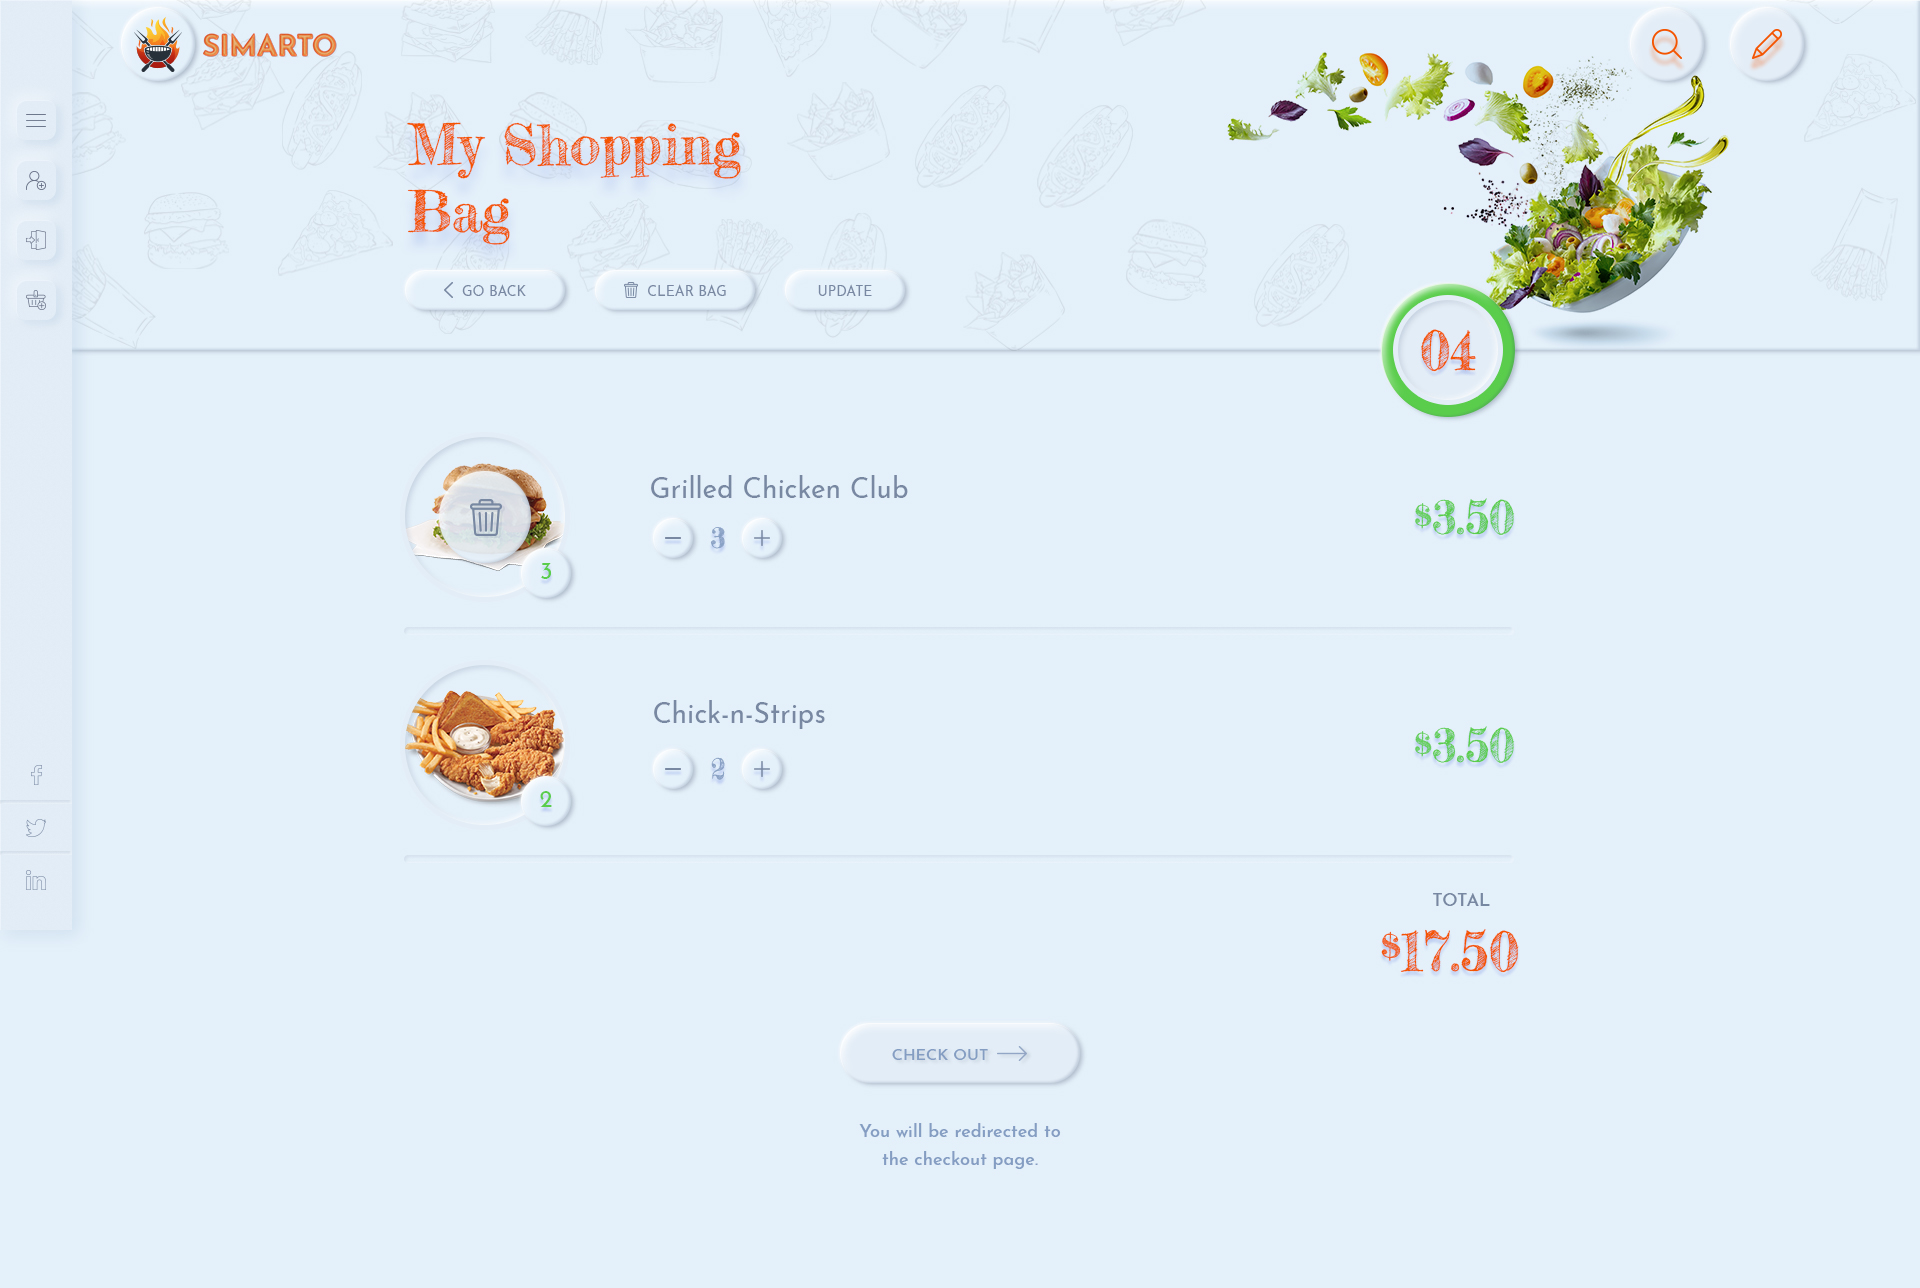 SIMARTO
My Shopping
Bag
GO BACK
CLEAR BAG
UPDATE
04
Grilled Chicken Club
3
$3.50
3
Chick-n-Strips
2
$3.50
2
TOTAL
$17.50
CHECK OUT
You will be redirected to
the checkout page.
f
in